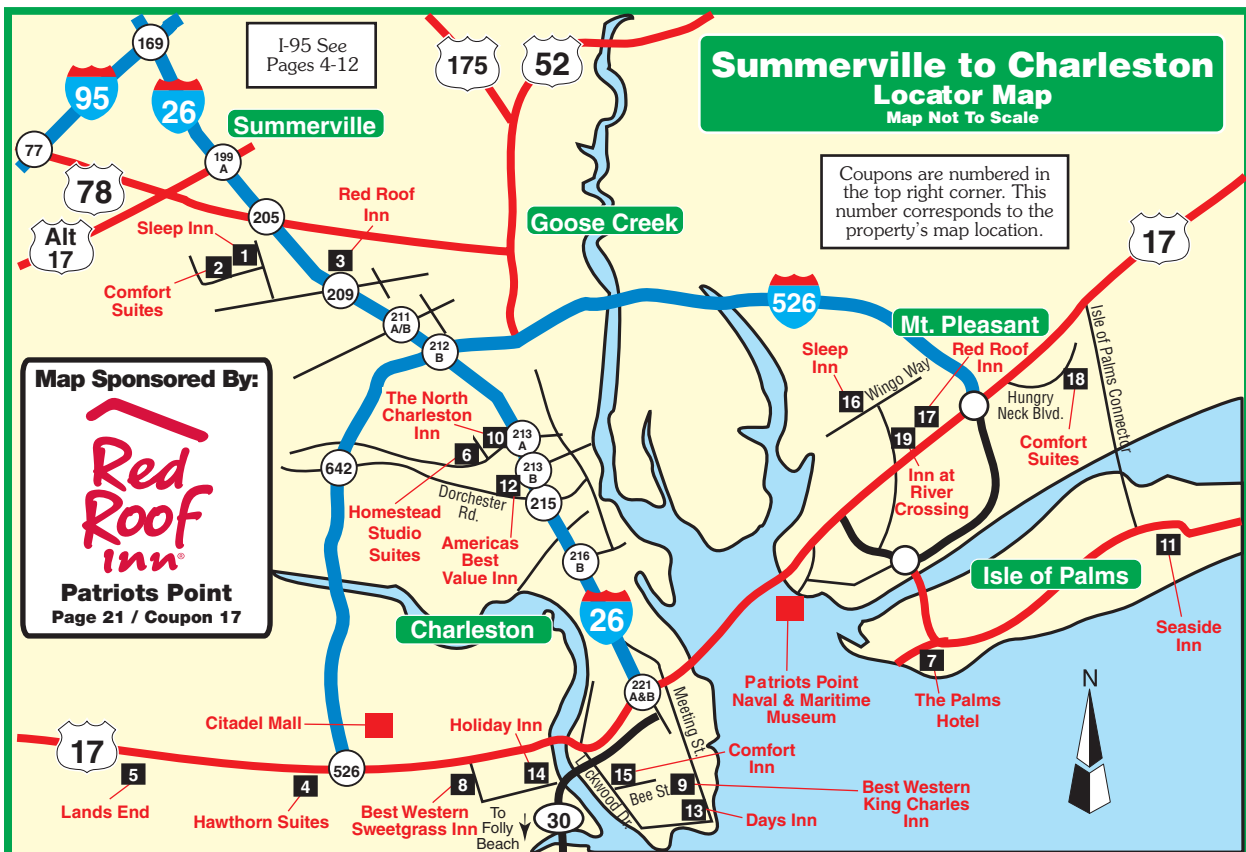 169
I-95 See
Pages 4-12
175
52
Summerville to Charleston
Locator Map
Map Not To Scale
95
26
Summerville
77
199
A
78
Coupons are numbered in
the top right corner. This
number corresponds to the
property's map location.
Red Roof
Inn
205
Goose Creek
Sleep Inn
Alt
17
17
1
2
3
Comfort
Suites
209
526
211
A/B
Mt. Pleasant
Isle of Palms Connector
212
B
Sleep
Inn
Red Roof
Inn
Wingo Way
16
17
18
Hungry
Neck Blvd.
Map Sponsored By:
Red
Roof
Inn®
Patriots Point
Page 21 / Coupon 17
The North
Charleston
Inn
10
213
A
6
19
Comfort
Suites
642
213
B
12
Inn at
River
Crossing
Dorchester
Rd.
215
Homestead
Studio
Suites
Americas
Best
Value Inn
11
216
B
Isle of Palms
26
Charleston
Seaside
Inn
7
221
A&B
Patriots Point
Naval & Maritime
Museum
The Palms
Hotel
N
Meeting St.
Citadel Mall
Holiday Inn
17
Comfort
Inn
5
526
4
8
14
15
9
Lockwood Dr.
Bee St.
Best Western
King Charles
Inn
Lands End
Hawthorn Suites
Best Western
Sweetgrass Inn
To
Folly
Beach
30
13
Days Inn